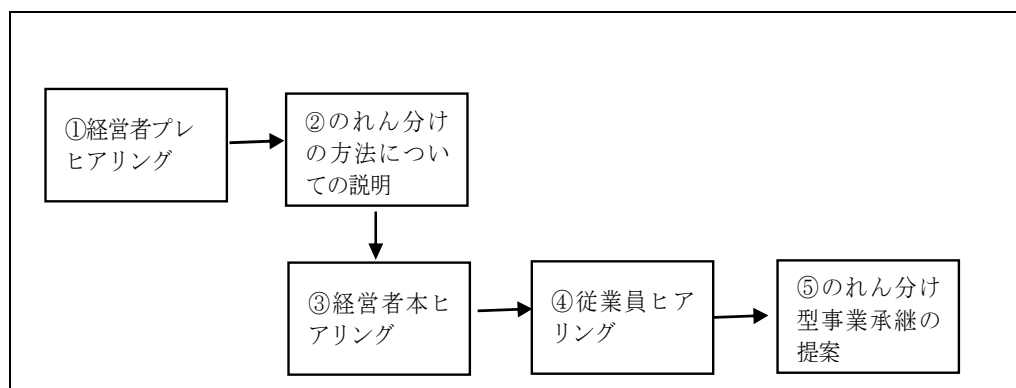 ①経営者プレ
ヒアリング
②のれん分け
の方法につい
ての説明
③経営者本ヒ
アリング
④従業員ヒア
リング
⑤のれん分け
型事業承継の
提案